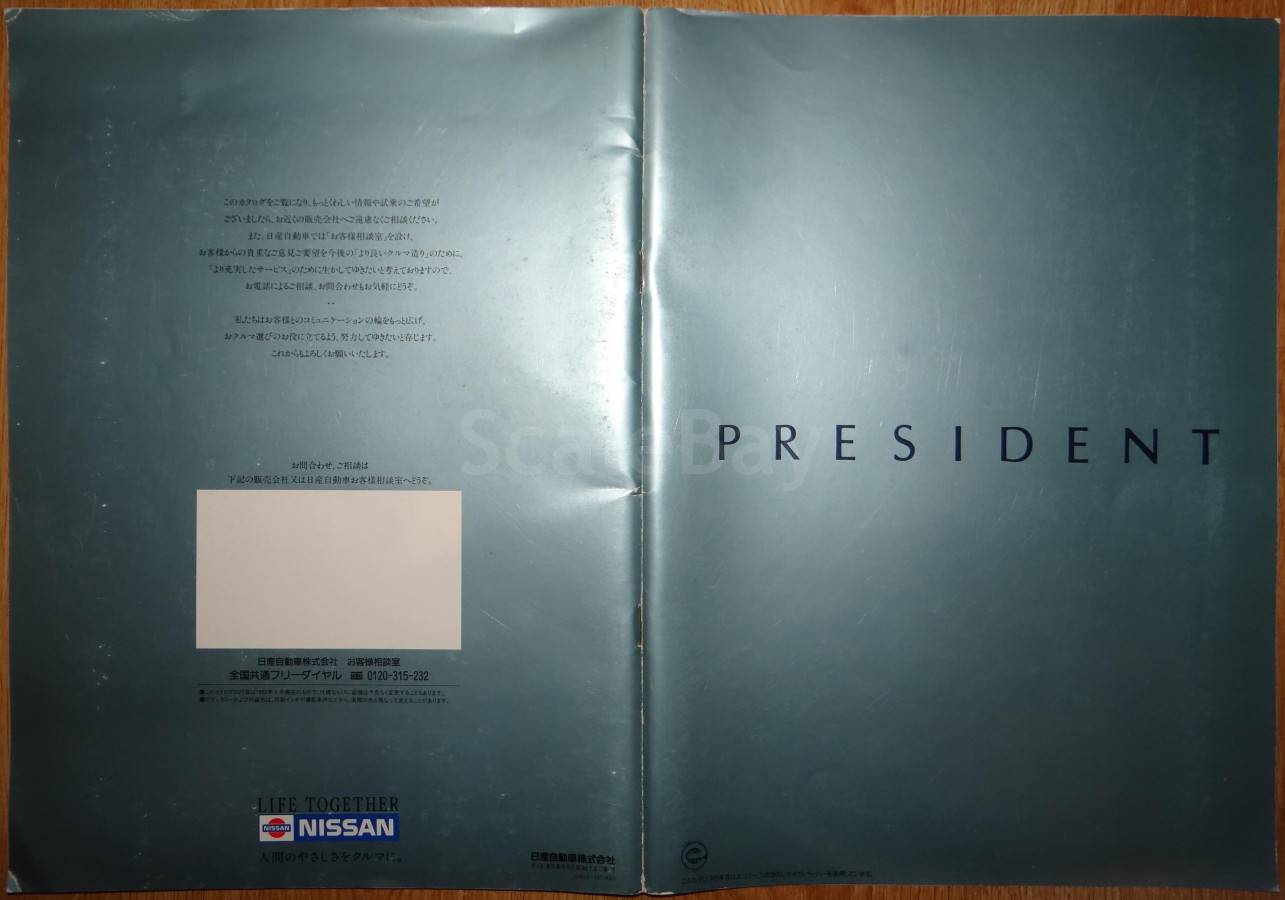 このカタログをご覧になり、もっとくわしい情報や試乗のご希望が
ございましたら、お近くの販売会社へご遠慮なくご相談ください。
また、日産自動車では「お客様相談室」を設け、
お客様からの貴重なご意見ご要望を今後の「より良いクルマ造り」のために、
「より充実したサービス」のために生かしてゆきたいと考えておりますので、
お電話によるご相談、お問合わせもお気軽にどうぞ。
私たちはお客様とのコミュニケーションの輪をもっと広げ、
おクルマ選びのお役に立てるよう、努力してゆきたいと存じます。
これからもよろしくお願いいたします。
お問合わせ、ご相談は
下記の販売会社又は日産自動車お客様相談室へどうぞ。
日産自動車株式会社 お客様相談室
全国共通フリーダイヤル 0120-315-232
LIFE TOGETHER
NISSAN NISSAN
人間のやさしさをクルマに。
日産自動車株式会社
PRESIDENT
ScaleBay